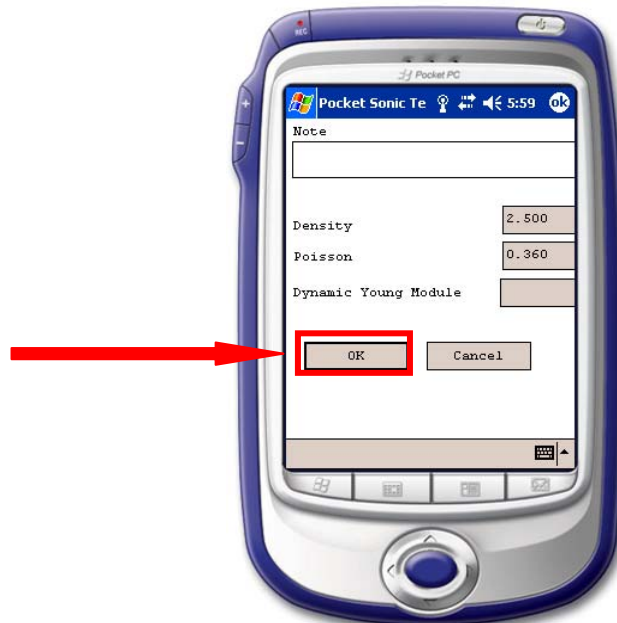 REC
Pocket PC
Pocket Sonic Te 5:59 ok
Note
Density 2.500
Poisson 0.360
Dynamic Young Module
OK Cancel